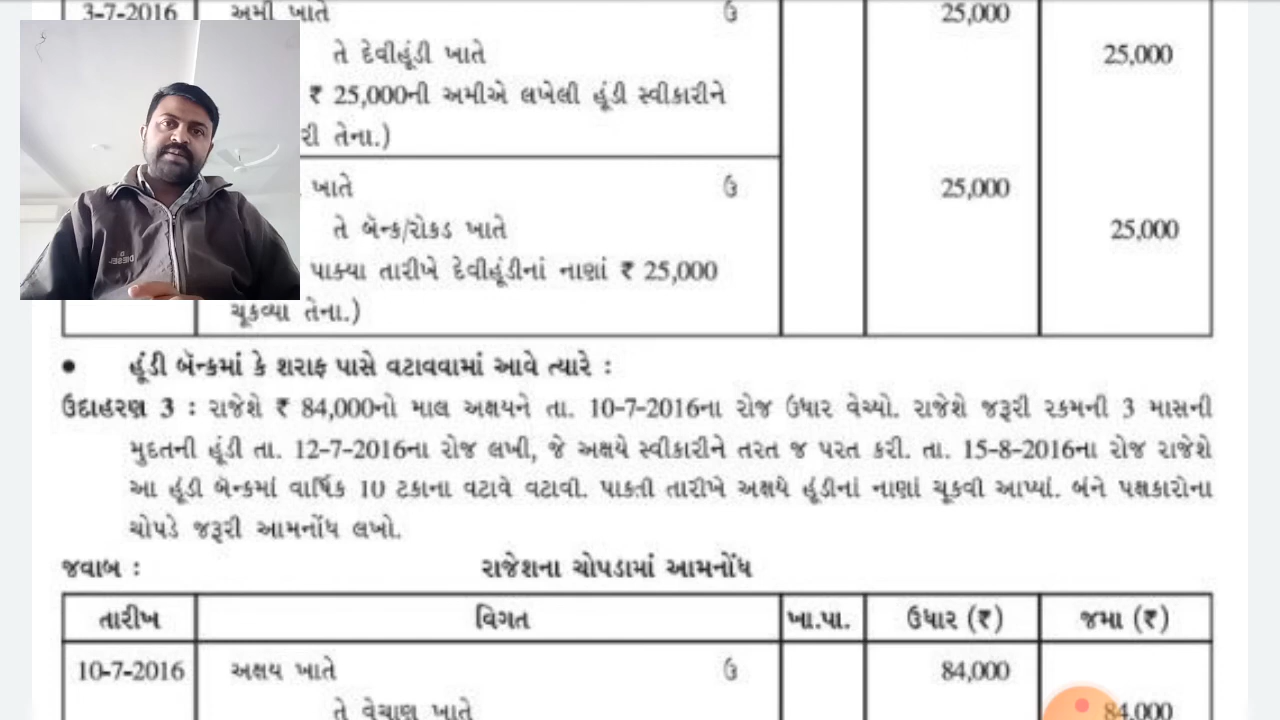 3-7-2016 અમી ખાતે ઉ 25,000
તે દેવીહૂંડી ખાતે 25,000
₹ 25,000ની અમીએ લખેલી હૂંડી સ્વીકારીને
રી તેના.)
ખાતે ઉ 25,000
તે બૅન્ક/રોકડ ખાતે 25,000
પાક્યા તારીખે દેવીહૂંડીનાં નાણાં ₹ 25,000
ચૂકવ્યા તેના.)
DIESEL
• હૂંડી બૅન્કમાં કે શરાફ પાસે વટાવવામાં આવે ત્યારે :
ઉદાહરણ 3 : રાજેશે ₹ 84,000નો માલ અક્ષયને તા. 10-7-2016ના રોજ ઉધાર વેચ્યો. રાજેશે જરૂરી રકમની 3 માસની
મુદતની હૂંડી તા. 12-7-2016ના રોજ લખી, જે અક્ષયે સ્વીકારીને તરત જ પરત કરી. તા. 15-8-2016ના રોજ રાજેશે
આ હૂંડી બૅન્કમાં વાર્ષિક 10 ટકાના વટાવે વટાવી. પાકતી તારીખે અક્ષયે હૂંડીનાં નાણાં ચૂકવી આપ્યાં. બંને પક્ષકારોના
ચોપડે જરૂરી આમનોંધ લખો.
જવાબ : રાજેશના ચોપડામાં આમનોંધ
તારીખ વિગત ખા.પા. ઉધાર (₹) જમા (₹)
10-7-2016 અક્ષય ખાતે ઉ 84,000
તે વેચાણ ખાતે 84,000